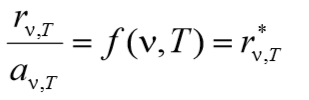 r_{ν,T} / a_{ν,T} = f(ν,T) = r^*_{ν,T}